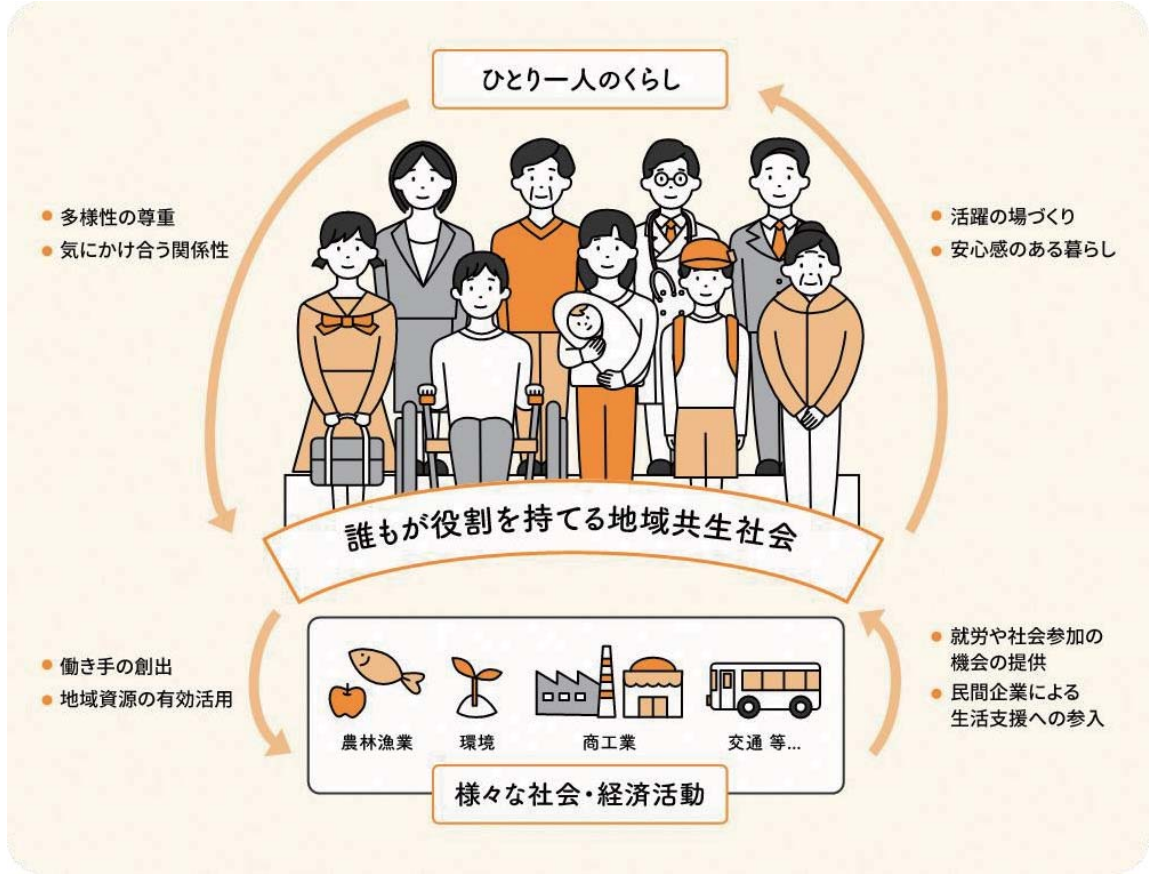 ひとり一人のくらし
● 多様性の尊重
● 気にかけ合う関係性
● 活躍の場づくり
● 安心感のある暮らし
誰もが役割を持てる地域共生社会
● 働き手の創出
● 地域資源の有効活用
● 就労や社会参加の
機会の提供
● 民間企業による
生活支援への参入
農林漁業
環境
商工業
交通 等...
様々な社会・経済活動